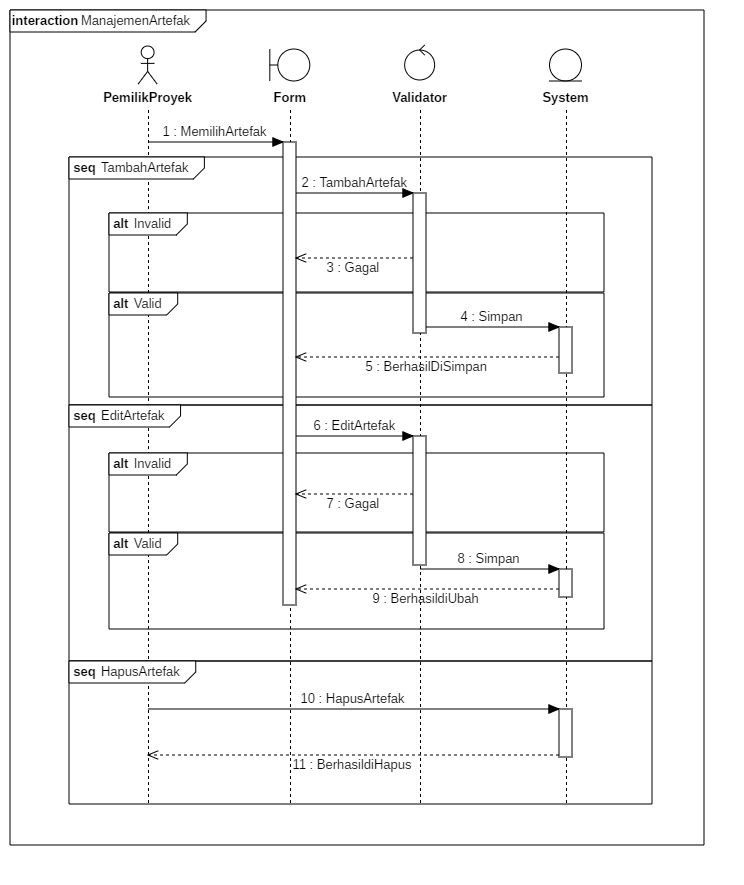 interaction ManajemenArtefak
PemilikProyek
Form
Validator
System
1 : MemilihArtefak
seq TambahArtefak
2 : TambahArtefak
alt Invalid
3 : Gagal
alt Valid
4 : Simpan
5 : BerhasilDiSimpan
seq EditArtefak
6 : EditArtefak
alt Invalid
7 : Gagal
alt Valid
8 : Simpan
9 : BerhasildiUbah
seq HapusArtefak
10 : HapusArtefak
11 : BerhasildiHapus